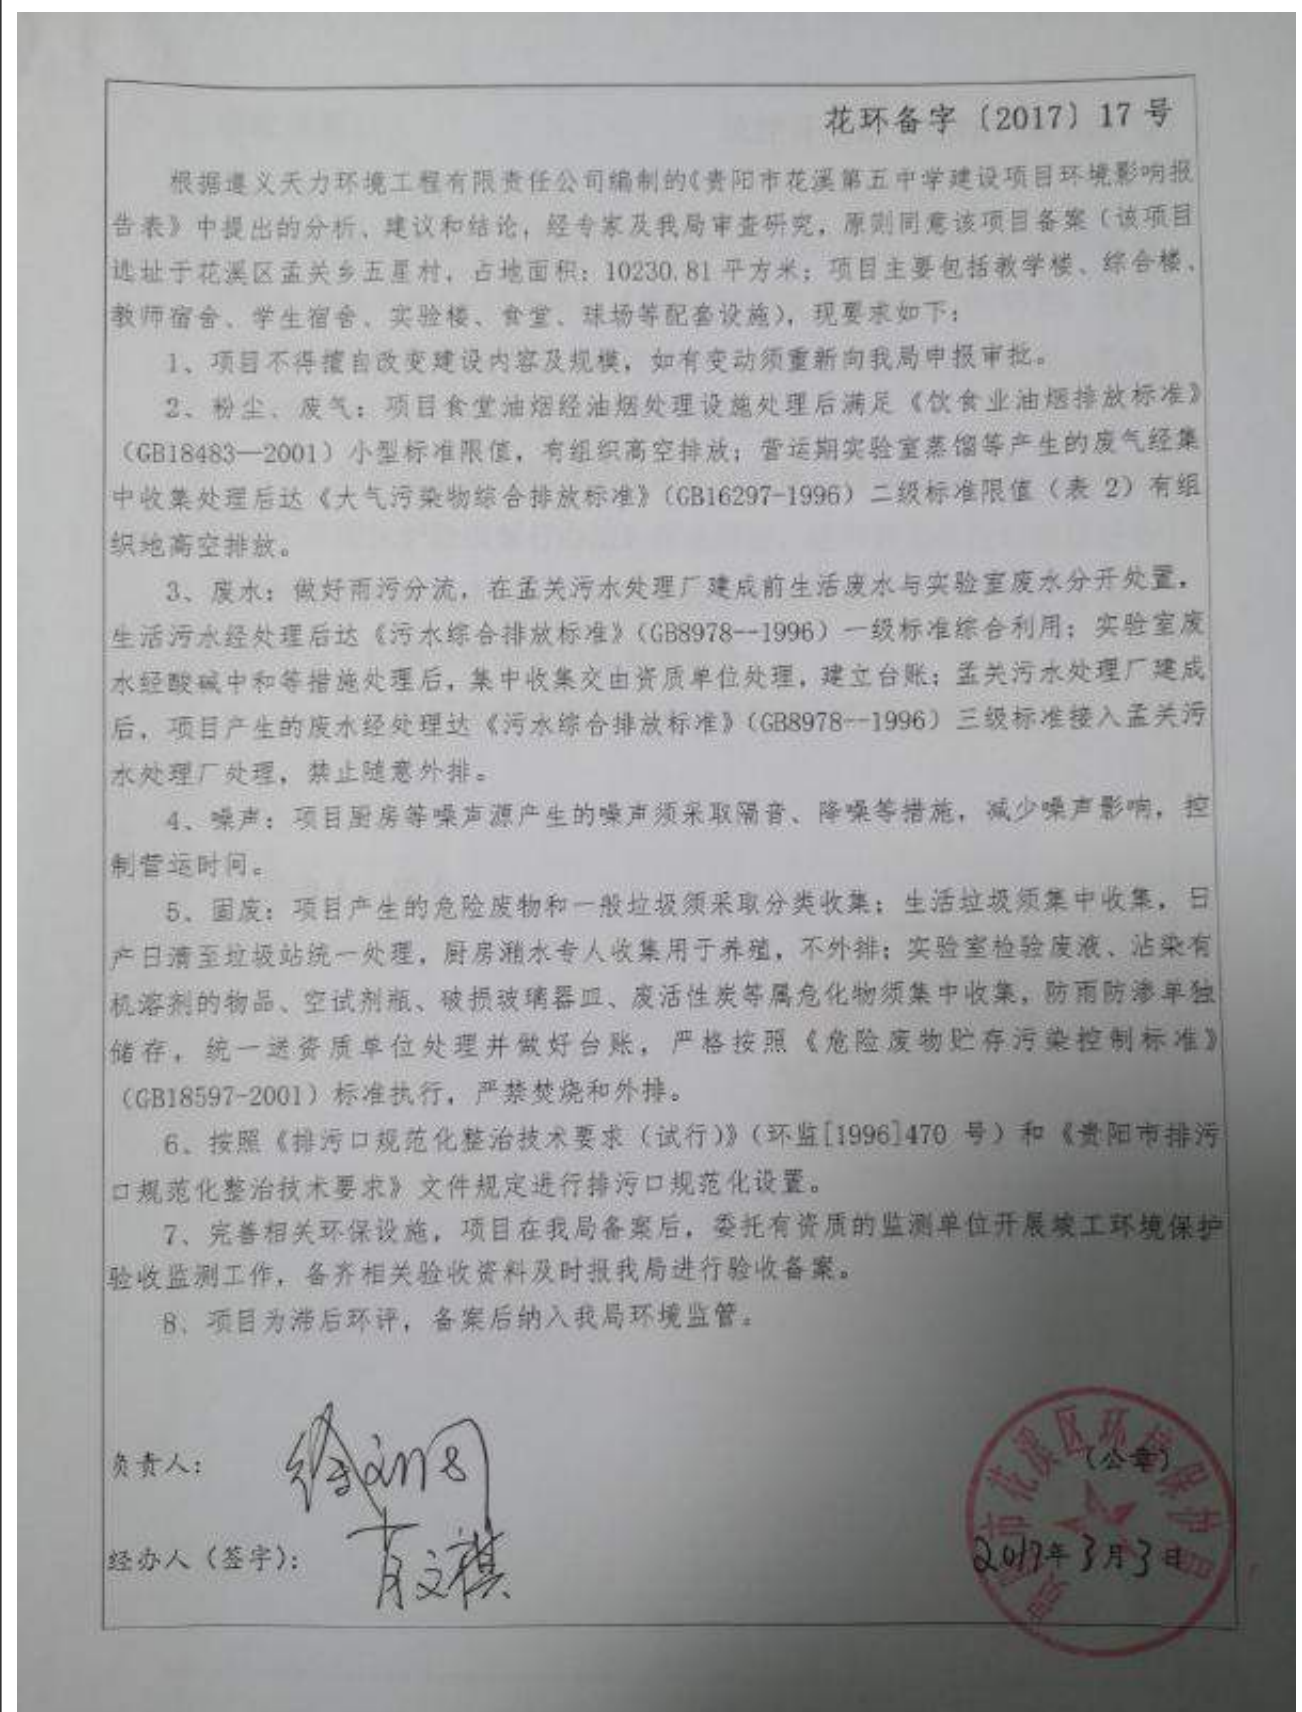 花环备字〔2017〕17 号
根据遵义天力环境工程有限责任公司编制的《贵阳市花溪第五中学建设项目环境影响报
告表》中提出的分析、建议和结论，经专家及我局审查研究，原则同意该项目备案（该项目
选址于花溪区孟关乡五星村，占地面积：10230.81 平方米；项目主要包括教学楼、综合楼、
教师宿舍、学生宿舍、实验楼、食堂、球场等配套设施），现要求如下：
1、项目不得擅自改变建设内容及规模，如有变动须重新向我局申报审批。
2、粉尘、废气：项目食堂油烟经油烟处理设施处理后满足《饮食业油烟排放标准》
（GB18483—2001）小型标准限值，有组织高空排放；营运期实验室蒸馏等产生的废气经集
中收集处理后达《大气污染物综合排放标准》（GB16297-1996）二级标准限值（表 2）有组
织地高空排放。
3、废水：做好雨污分流，在孟关污水处理厂建成前生活废水与实验室废水分开处置，
生活污水经处理后达《污水综合排放标准》（GB8978--1996）一级标准综合利用；实验室废
水经酸碱中和等措施处理后，集中收集交由资质单位处理，建立台账；孟关污水处理厂建成
后，项目产生的废水经处理达《污水综合排放标准》（GB8978--1996）三级标准接入孟关污
水处理厂处理，禁止随意外排。
4、噪声：项目厨房等噪声源产生的噪声须采取隔音、降噪等措施，减少噪声影响，控
制营运时间。
5、固废：项目产生的危险废物和一般垃圾须采取分类收集；生活垃圾须集中收集，日
产日清至垃圾站统一处理，厨房潲水专人收集用于养殖，不外排；实验室检验废液、沾染有
机溶剂的物品、空试剂瓶、破损玻璃器皿、废活性炭等属危化物须集中收集，防雨防渗单独
储存，统一送资质单位处理并做好台账，严格按照《危险废物贮存污染控制标准》
（GB18597-2001）标准执行，严禁焚烧和外排。
6、按照《排污口规范化整治技术要求（试行）》（环监[1996]470 号）和《贵阳市排污
口规范化整治技术要求》文件规定进行排污口规范化设置。
7、完善相关环保设施，项目在我局备案后，委托有资质的监测单位开展竣工环境保护
验收监测工作，备齐相关验收资料及时报我局进行验收备案。
8、项目为滞后环评，备案后纳入我局环境监管。
负责人：
（公章）
贵阳市花溪区环境保护局
经办人（签字）： 肖文祺
2017年3月3日